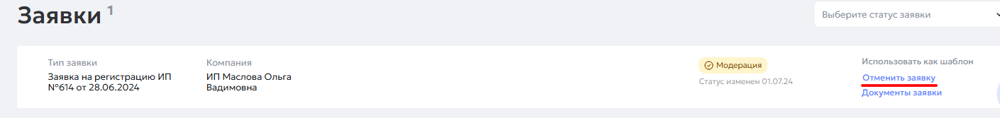 Заявки 1
Выберите статус заявки
Тип заявки
Заявка на регистрацию ИП
№614 от 28.06.2024
Компания
ИП Маслова Ольга
Вадимовна
Модерация
Статус изменен 01.07.24
Использовать как шаблон
Отменить заявку
Документы заявки